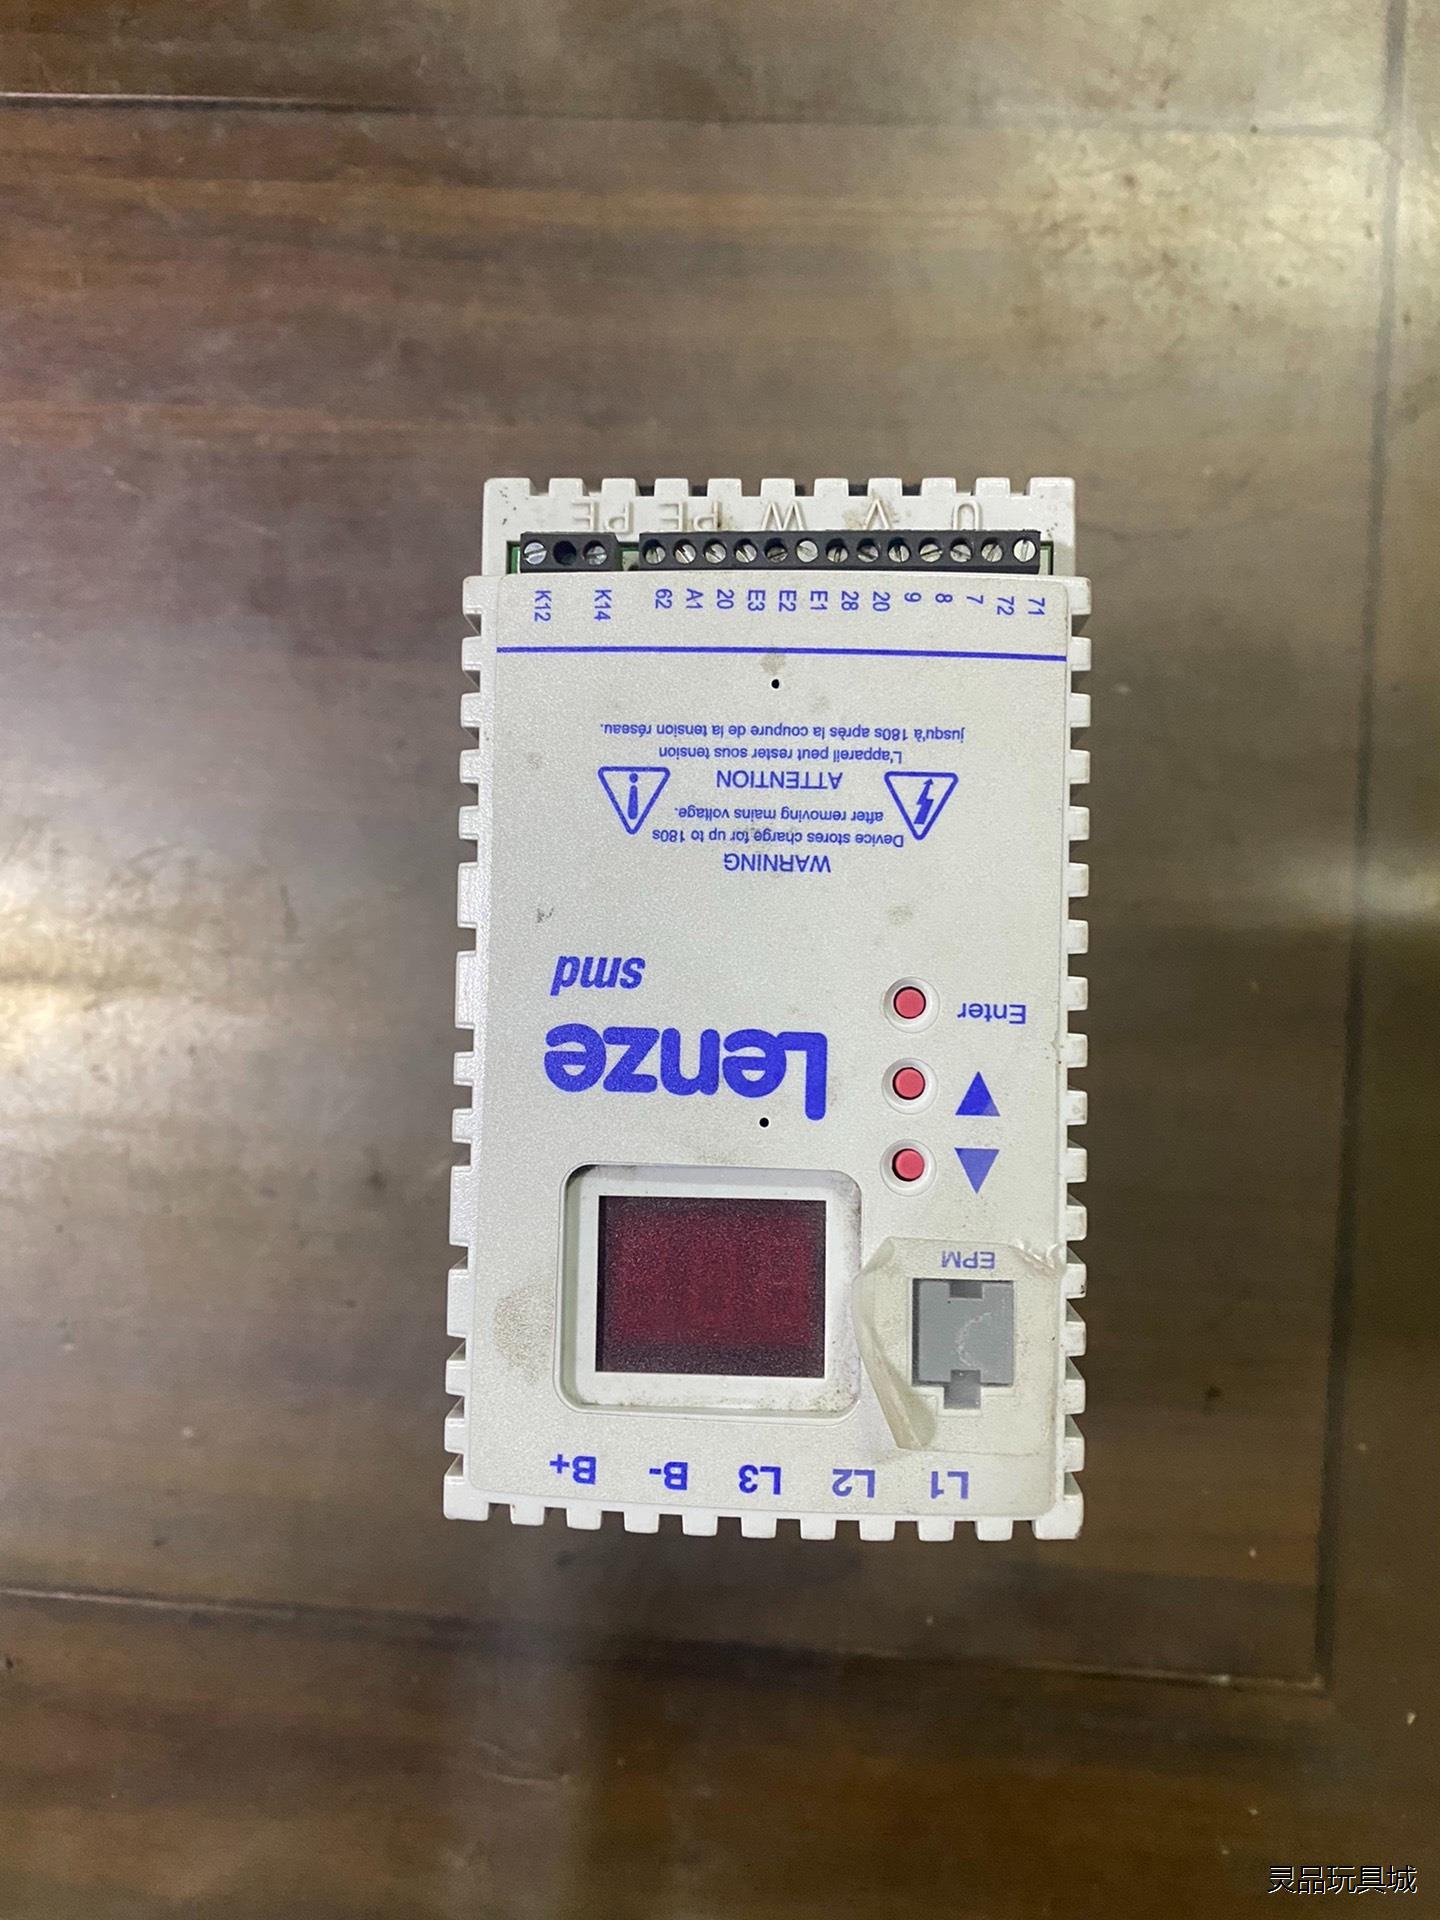 L1 L2 L3 B- B+
EPM
Lenze
smd
Enter
WARNING
Device stores charge for up to 180s
after removing mains voltage.
ATTENTION
L'appareil peut rester sous tension
jusqu'à 180s après la coupure de la tension réseau.
71 72 7 8 9 20 28 E1 E2 E3 20 A1 62 K14 K12
U V W PE PE PE
灵品玩具城